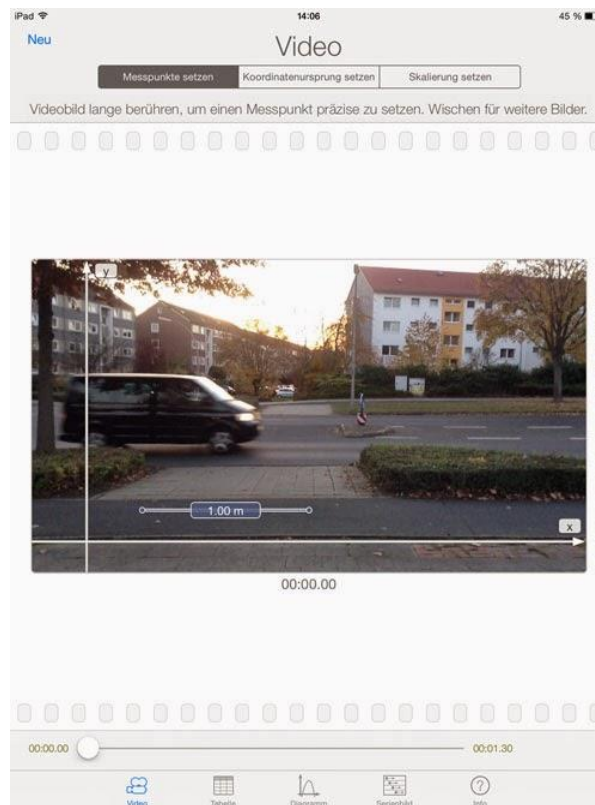 iPad 14:06 45 %
Neu
Video
Messpunkte setzen Koordinatenursprung setzen Skalierung setzen
Videobild lange berühren, um einen Messpunkt präzise zu setzen. Wischen für weitere Bilder.
y
1.00 m
x
00:00.00
00:00.00 00:01.30
Video Tabelle Diagramm Serienbild Info